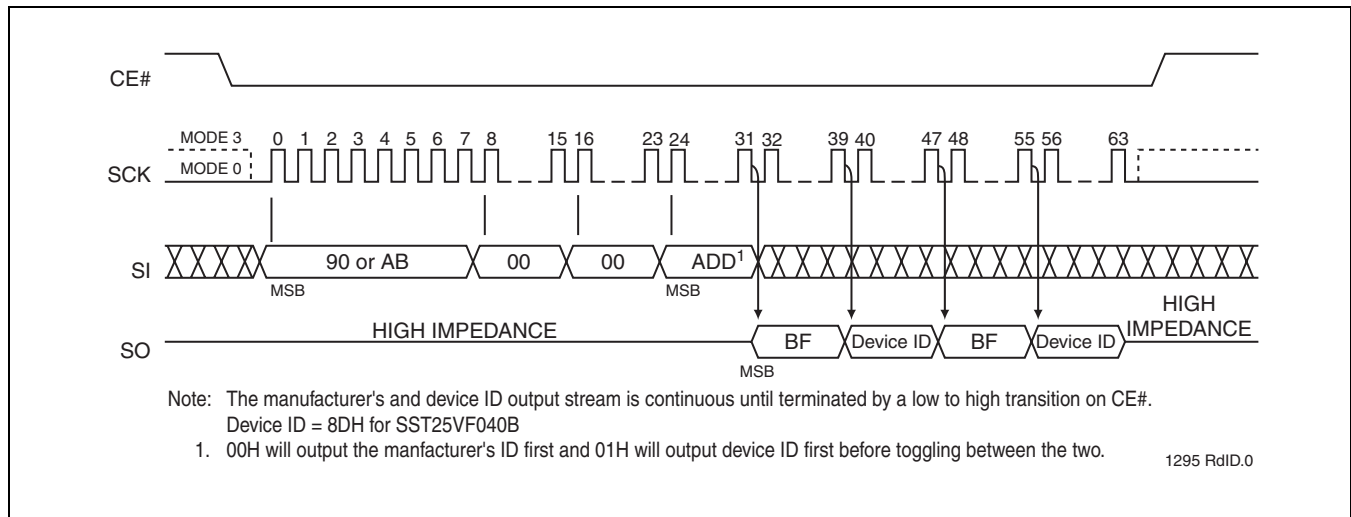 CE#
MODE 3 0 1 2 3 4 5 6 7 8 15 16 23 24 31 32 39 40 47 48 55 56 63
SCK MODE 0
SI 90 or AB 00 00 ADD1
MSB MSB
HIGH IMPEDANCE HIGH IMPEDANCE
SO BF Device ID BF Device ID
MSB
Note: The manufacturer's and device ID output stream is continuous until terminated by a low to high transition on CE#.
Device ID = 8DH for SST25VF040B
1. 00H will output the manfacturer's ID first and 01H will output device ID first before toggling between the two.
1295 RdID.0